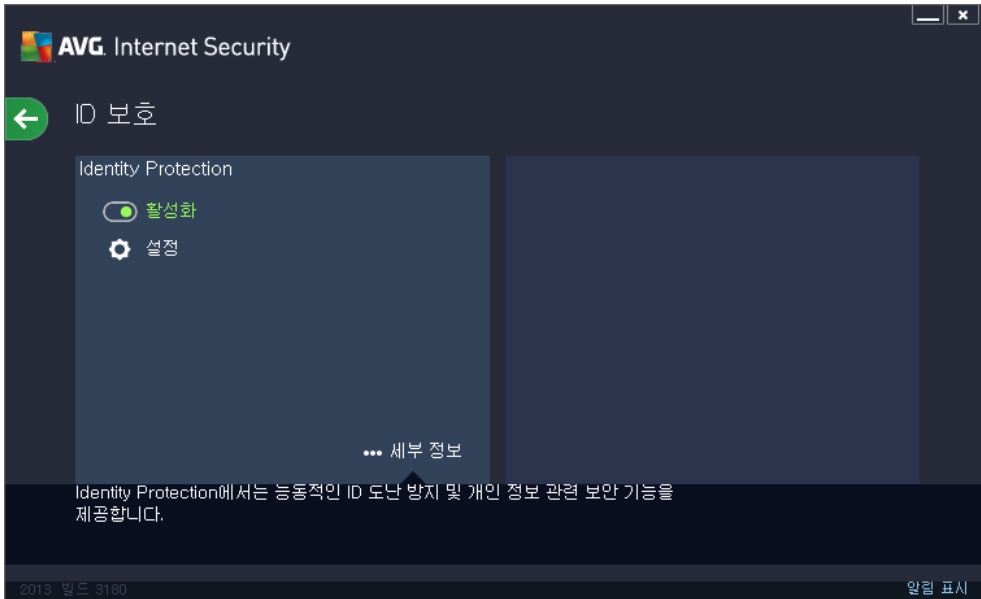 AVG. Internet Security
ID 보호
Identity Protection
활성화
설정
••• 세부 정보
Identity Protection에서는 능동적인 ID 도난 방지 및 개인 정보 관련 보안 기능을
제공합니다.
2013 빌드 3180
알림 표시